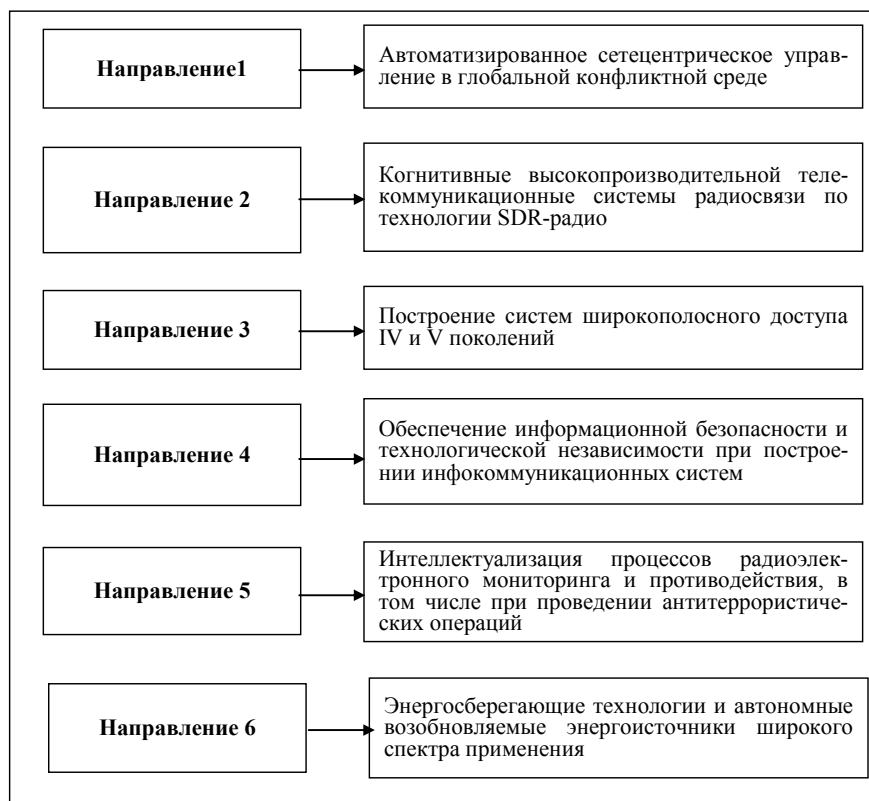 Направление1
Автоматизированное сетецентрическое управ-
ление в глобальной конфликтной среде
Направление 2
Когнитивные высокопроизводительной теле-
коммуникационные системы радиосвязи по
технологии SDR-радио
Направление 3
Построение систем широкополосного доступа
IV и V поколений
Направление 4
Обеспечение информационной безопасности и
технологической независимости при построе-
нии инфокоммуникационных систем
Направление 5
Интеллектуализация процессов радиоэлек-
тронного мониторинга и противодействия, в
том числе при проведении антитеррористиче-
ских операций
Направление 6
Энергосберегающие технологии и автономные
возобновляемые энергоисточники широкого
спектра применения